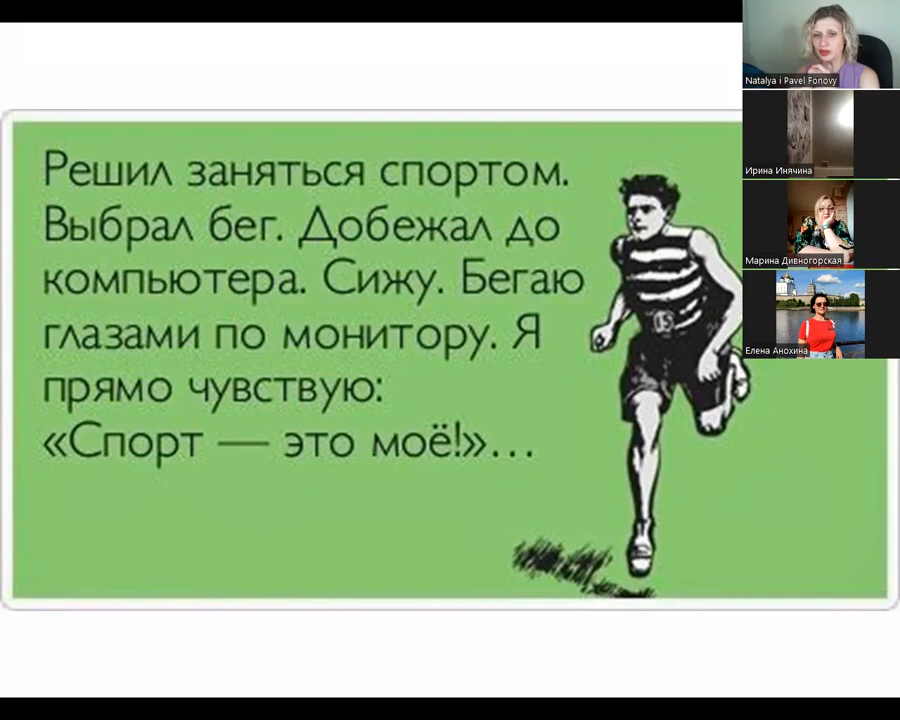 Решил заняться спортом.
Выбрал бег. Добежал до
компьютера. Сижу. Бегаю
глазами по монитору. Я
прямо чувствую:
«Спорт — это моё!»...
Natalya i Pavel Fonovy
Ирина Инячина
Марина Дивногорская
Елена Анохина